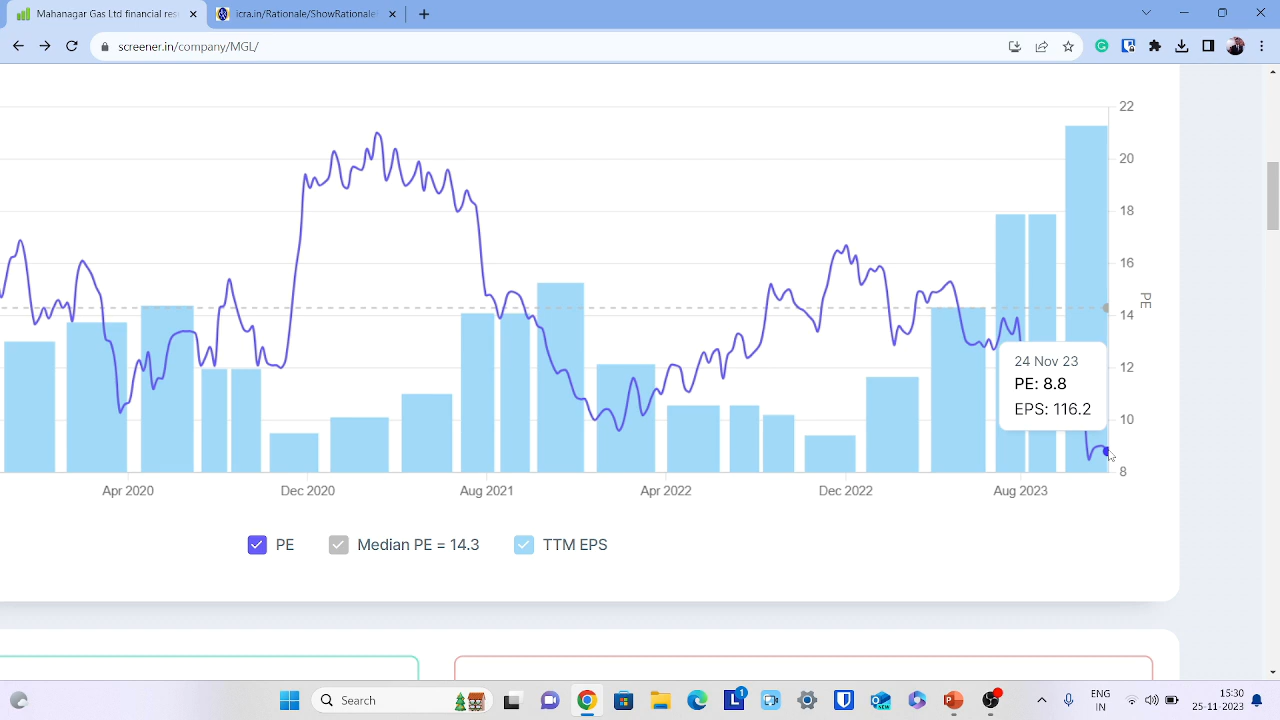 Mahanagar Gas Ltd financial res
icra.in/Rating/ShowRationale
screener.in/company/MGL/
22
20
18
16
14
12
10
8
PE
24 Nov 23
PE: 8.8
EPS: 116.2
Apr 2020
Dec 2020
Aug 2021
Apr 2022
Dec 2022
Aug 2023
PE
Median PE = 14.3
TTM EPS
Search
L
1
ENG
IN
15:30
25-11-2023